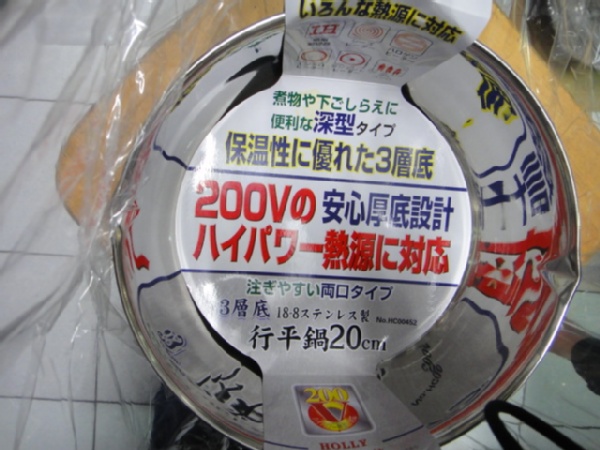 いろんな熱源に対応
煮物や下ごしらえに
便利な深型タイプ
保温性に優れた3層底
200Vの安心厚底設計
ハイパワー熱源に対応
注ぎやすい両口タイプ
3層底 18-8ステンレス製 No.HC00652
行平鍋20cm
200
V
HOLLY